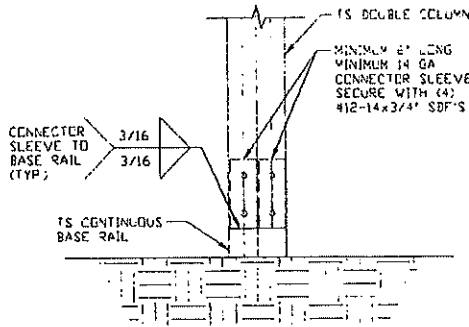 TS DOUBLE COLUMN
MINIMUM 6" LONG
MINIMUM 14 GA
CONNECTOR SLEEVE
SECURE WITH (4)
#12-14x3/4" SDF'S
CONNECTOR
SLEEVE TO
BASE RAIL
(TYP.)
3/16
3/16
TS CONTINUOUS
BASE RAIL